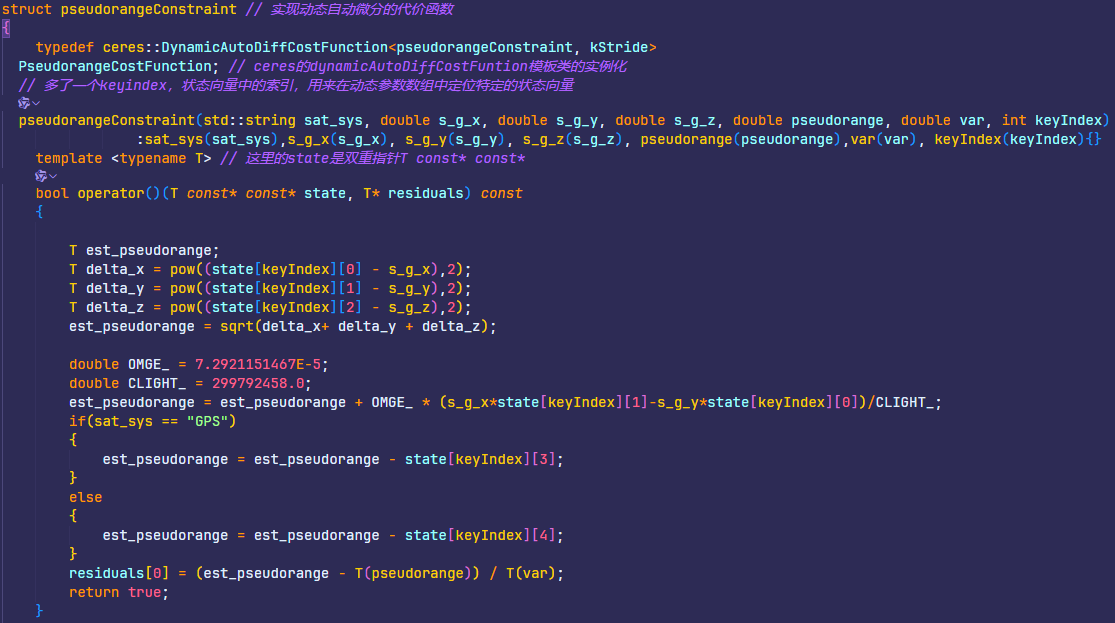 struct pseudorangeConstraint // 实现动态自动微分的代价函数
{
typedef ceres::DynamicAutoDiffCostFunction<pseudorangeConstraint, kStride>
PseudorangeCostFunction; // ceres的dynamicAutoDiffCostFuntion模板类的实例化
// 多了一个keyindex，状态向量中的索引，用来在动态参数数组中定位特定的状态向量
pseudorangeConstraint(std::string sat_sys, double s_g_x, double s_g_y, double s_g_z, double pseudorange, double var, int keyIndex)
:sat_sys(sat_sys),s_g_x(s_g_x), s_g_y(s_g_y), s_g_z(s_g_z), pseudorange(pseudorange),var(var), keyIndex(keyIndex){}
template <typename T> // 这里的state是双重指针T const* const*
bool operator()(T const* const* state, T* residuals) const
{
T est_pseudorange;
T delta_x = pow((state[keyIndex][0] - s_g_x),2);
T delta_y = pow((state[keyIndex][1] - s_g_y),2);
T delta_z = pow((state[keyIndex][2] - s_g_z),2);
est_pseudorange = sqrt(delta_x+ delta_y + delta_z);
double OMGE_ = 7.2921151467E-5;
double CLIGHT_ = 299792458.0;
est_pseudorange = est_pseudorange + OMGE_ * (s_g_x*state[keyIndex][1]-s_g_y*state[keyIndex][0])/CLIGHT_;
if(sat_sys == "GPS")
{
est_pseudorange = est_pseudorange - state[keyIndex][3];
}
else
{
est_pseudorange = est_pseudorange - state[keyIndex][4];
}
residuals[0] = (est_pseudorange - T(pseudorange)) / T(var);
return true;
}